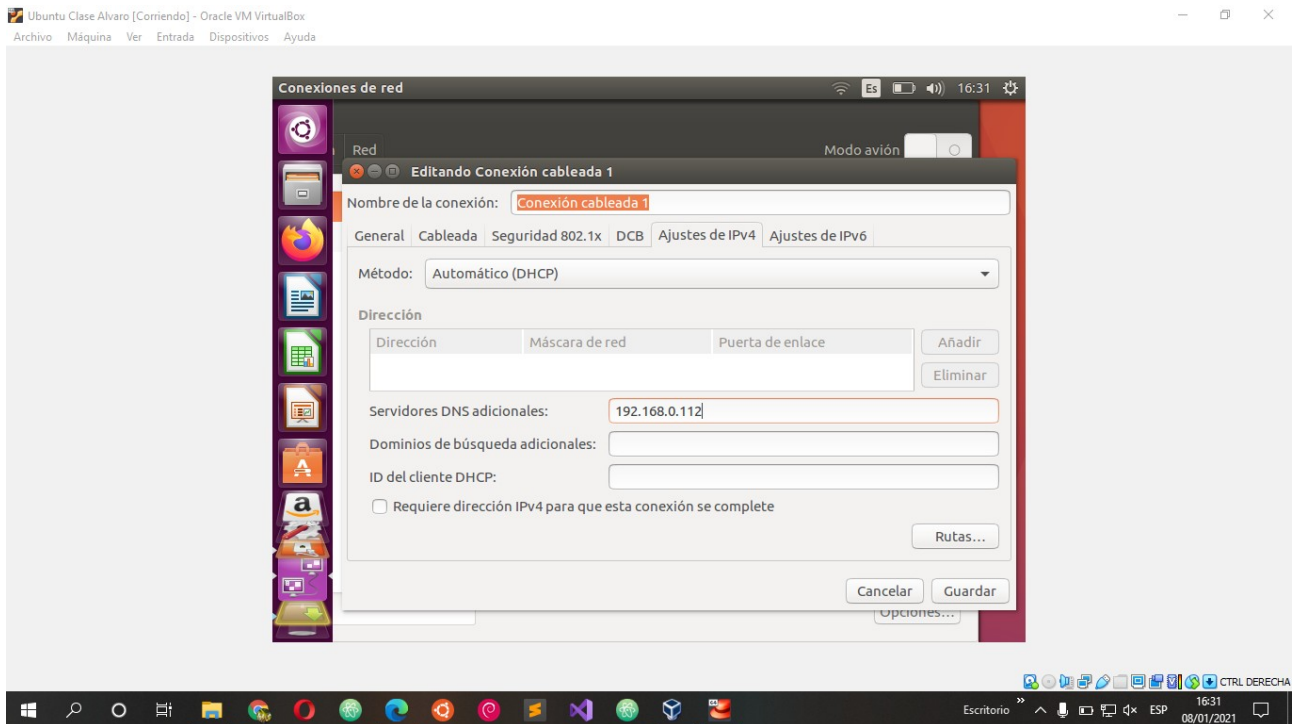 Ubuntu Clase Alvaro [Corriendo] - Oracle VM VirtualBox
Archivo Máquina Ver Entrada Dispositivos Ayuda
Conexiones de red
Es
16:31
Red
Modo avión
Editando Conexión cableada 1
Nombre de la conexión: Conexión cableada 1
General Cableada Seguridad 802.1x DCB Ajustes de IPv4 Ajustes de IPv6
Método: Automático (DHCP)
Dirección
Dirección Máscara de red Puerta de enlace Añadir
Eliminar
Servidores DNS adicionales: 192.168.0.112
Dominios de búsqueda adicionales:
ID del cliente DHCP:
Requiere dirección IPv4 para que esta conexión se complete
Rutas...
Cancelar Guardar
Opciones...
CTRL DERECHA
Escritorio
ESP
16:31
08/01/2021